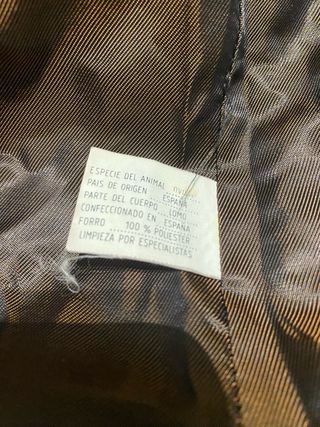 ESPECIE DEL ANIMAL
PAIS DE ORIGEN ESPAÑA
PARTE DEL CUERPO LOMO
CONFECCIONADO EN ESPAÑA
FORRO 100 % POLIESTER
LIMPIEZA POR ESPECIALISTAS